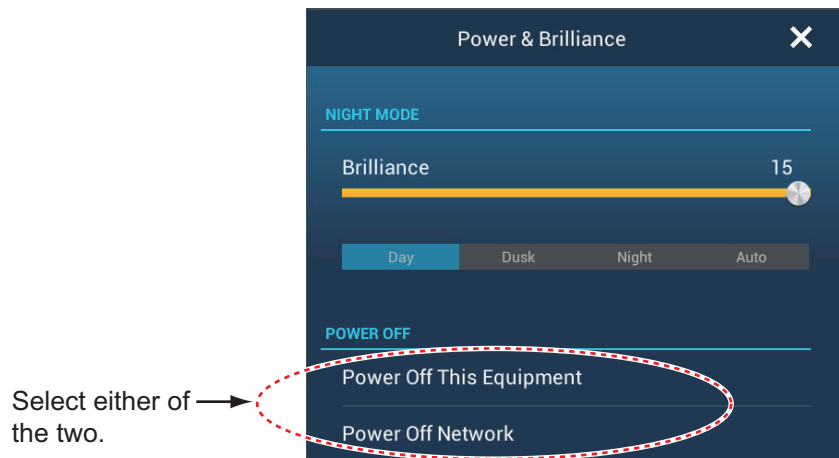 Power & Brilliance
NIGHT MODE
Brilliance 15
Day Dusk Night Auto
POWER OFF
Power Off This Equipment
Select either of
the two.
Power Off Network